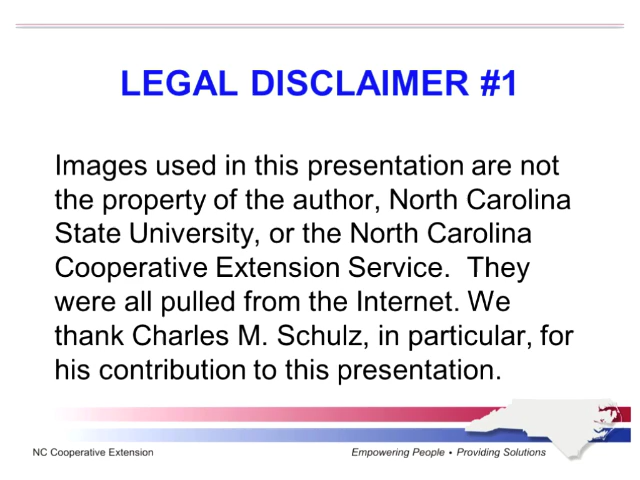 LEGAL DISCLAIMER #1
Images used in this presentation are not
the property of the author, North Carolina
State University, or the North Carolina
Cooperative Extension Service.  They
were all pulled from the Internet. We
thank Charles M. Schulz, in particular, for
his contribution to this presentation.
NC Cooperative Extension
Empowering People • Providing Solutions